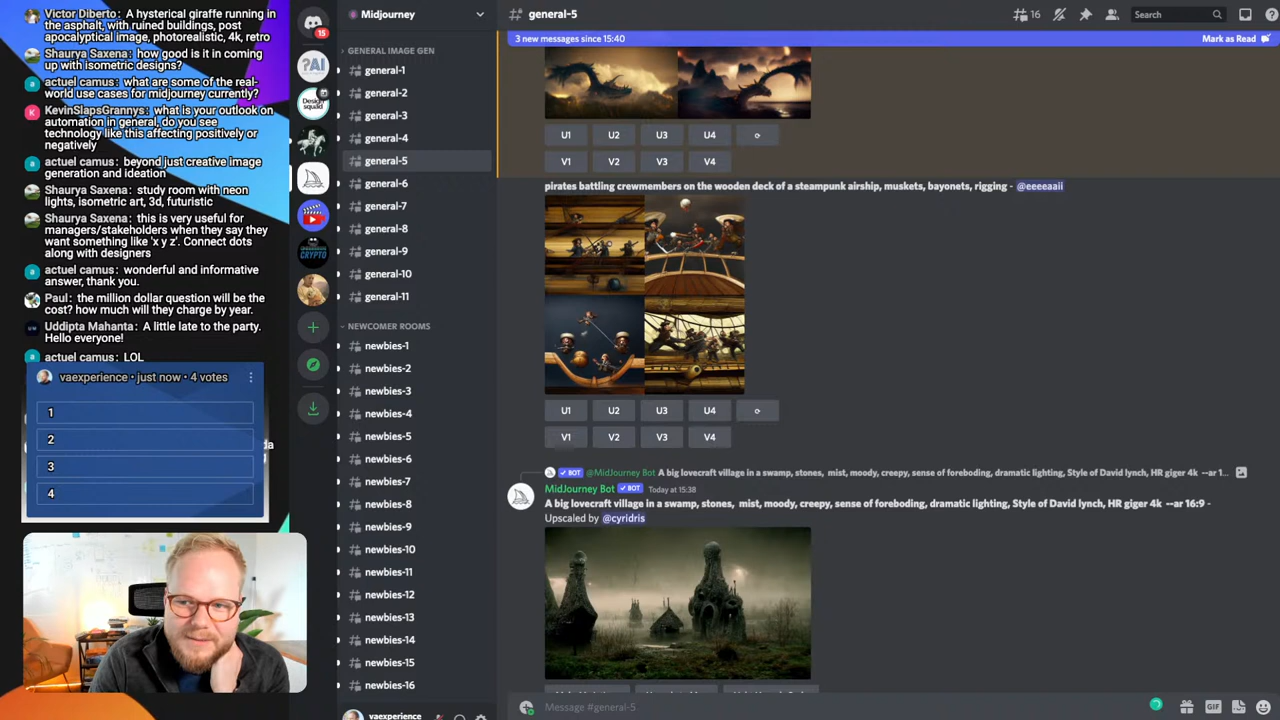 Victor Diberto: A hysterical giraffe running in
the asphalt, with ruined buildings, post
apocalyptical image, photorealistic, 4k, retro
Shaurya Saxena: how good is it in coming
up with isometric designs?
actuel camus: what are some of the real-
world use cases for midjourney currently?
KevinSlapsGrannys: what is your outlook on
automation in general, do you see
technology like this affecting positively or
negatively
actuel camus: beyond just creative image
generation and ideation
Shaurya Saxena: study room with neon
lights, isometric art, 3d, futuristic
Shaurya Saxena: this is very useful for
managers/stakeholders when they say they
want something like 'x y z'. Connect dots
along with designers
actuel camus: wonderful and informative
answer, thank you.
Paul: the million dollar question will be the
cost? how much will they charge by year.
Uddipta Mahanta: A little late to the party.
Hello everyone!
actuel camus: LOL
vaexperience • just now • 4 votes
1
2
3
4
da
15
PAI
Design
squad
CRYPTO
Midjourney
GENERAL IMAGE GEN
general-1
general-2
general-3
general-4
general-5
general-6
general-7
general-8
general-9
general-10
general-11
NEWCOMER ROOMS
newbies-1
newbies-2
newbies-3
newbies-4
newbies-5
newbies-6
newbies-7
newbies-8
newbies-9
newbies-10
newbies-11
newbies-12
newbies-13
newbies-14
newbies-15
newbies-16
vaexperience
general-5
16
Search
3 new messages since 15:40
Mark as Read
U1 U2 U3 U4
V1 V2 V3 V4
pirates battling crewmembers on the wooden deck of a steampunk airship, muskets, bayonets, rigging - @eeeeaaii
U1 U2 U3 U4
V1 V2 V3 V4
BOT @MidJourney Bot A big lovecraft village in a swamp, stones, mist, moody, creepy, sense of foreboding, dramatic lighting, Style of David lynch, HR giger 4k --ar 1...
MidJourney Bot BOT Today at 15:38
A big lovecraft village in a swamp, stones, mist, moody, creepy, sense of foreboding, dramatic lighting, Style of David lynch, HR giger 4k --ar 16:9 -
Upscaled by @cyridris
Message #general-5
GIF